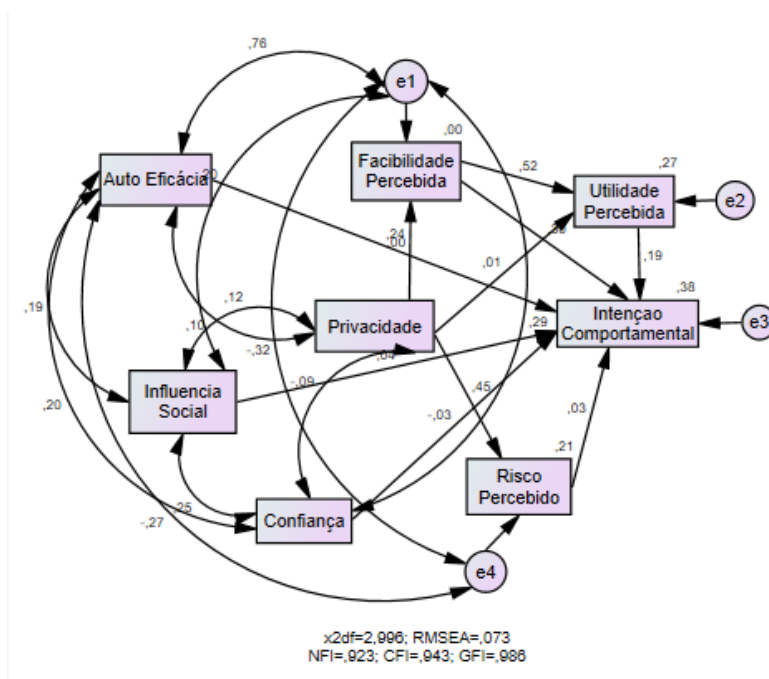 ,76
e1
,00
Facibilidade
Percebida
Auto Eficácia
,20
,52
,27
Utilidade
Percebida
e2
,24
,00
,01
,19
,19
,12
Privacidade
,38
Intençao
Comportamental
e3
,10
,29
-,32
,64
-,09
Influencia
Social
,45
-,03
,03
,20
,21
Risco
Percebido
,25
Confiança
-,27
e4
x2df=2,996; RMSEA=,073
NFI=,923; CFI=,943; GFI=,986